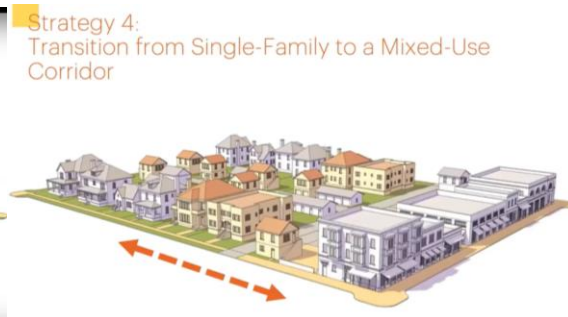 Strategy 4:
Transition from Single-Family to a Mixed-Use
Corridor